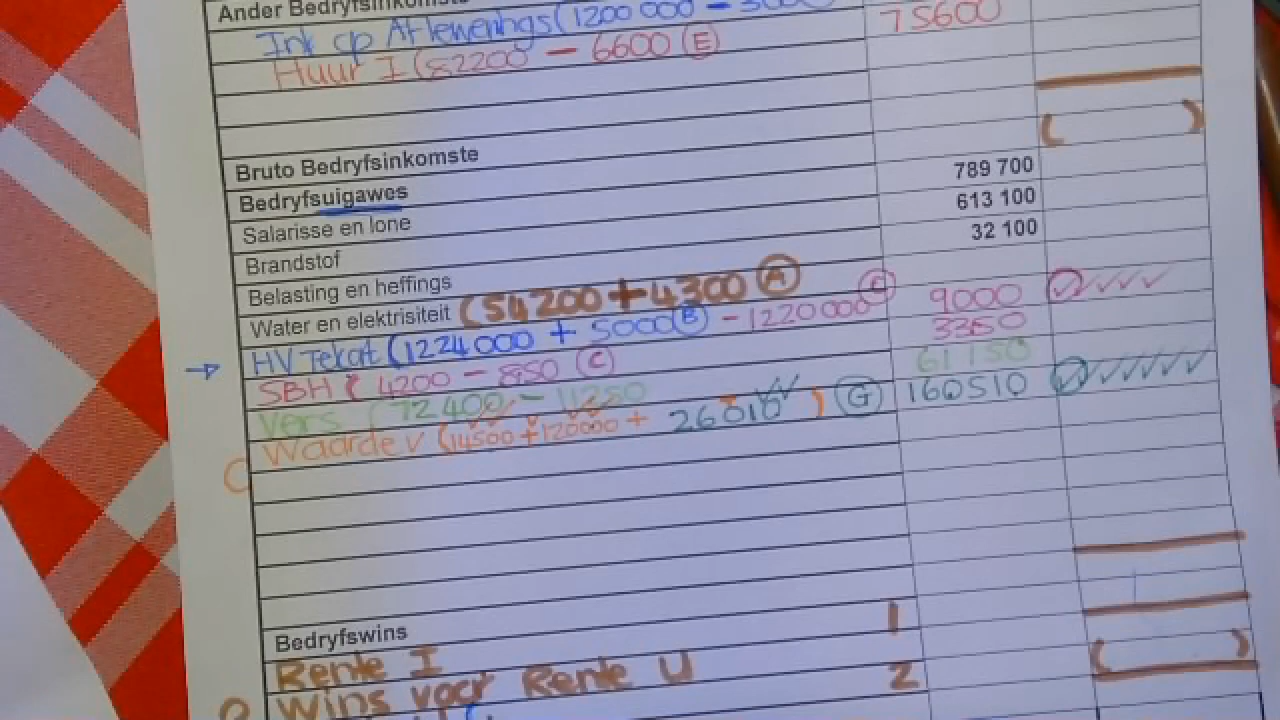 Ander Bedryfsinkomste
Ink op Aflewerings (1200 000 -
75600
Huur I (82200 - 6600 (E)
( )
Bruto Bedryfsinkomste
Bedryfsuigawes 789 700
Salarisse en lone 613 100
Brandstof 32 100
Belasting en heffings
Water en elektrisiteit (54200 + 4300 (A)
HV Tekort (1224000 + 5000 (B) - 1220000 (C) 9000
SBH ( 4200 - 850 (C) 3350
Vers. (72400 - 11250 61150
Waarde v (14500 + 120000 + 26010 ) (G) 160510
Bedryfswins
Rente I 1
Wins voor Rente U 2
( )